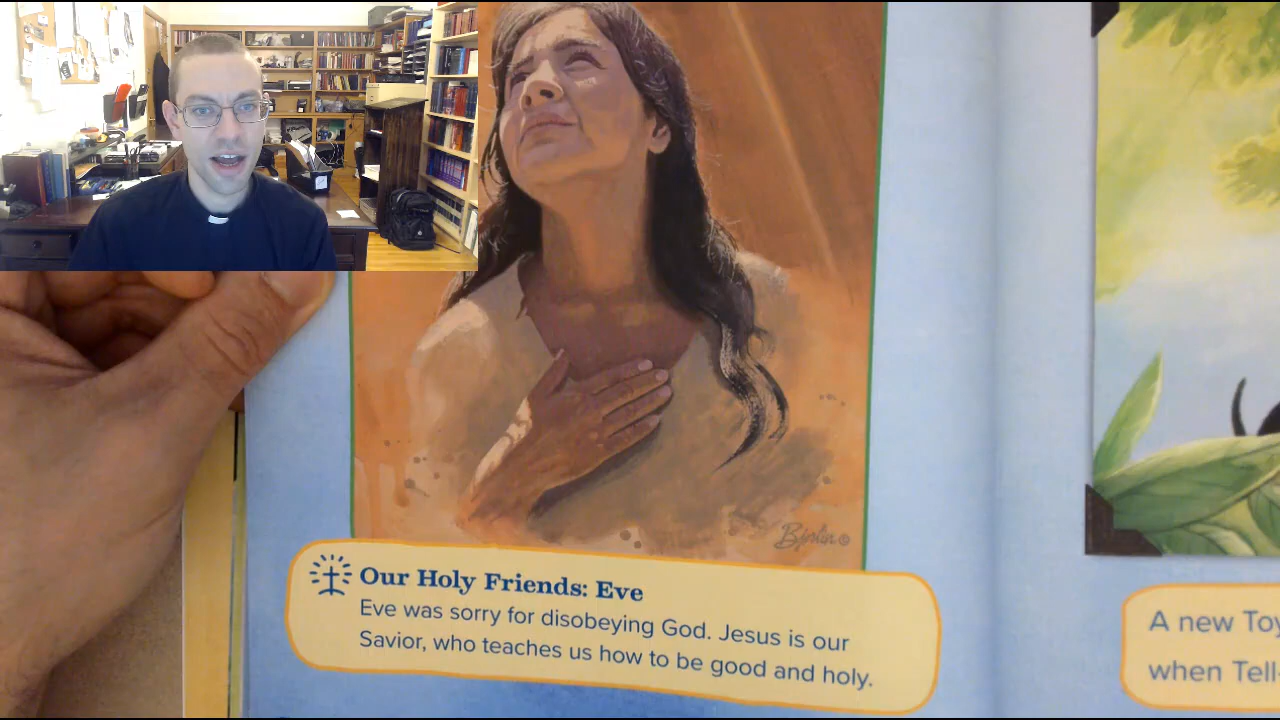 Our Holy Friends: Eve
Eve was sorry for disobeying God. Jesus is our
Savior, who teaches us how to be good and holy.
A new Toy
when Tell-